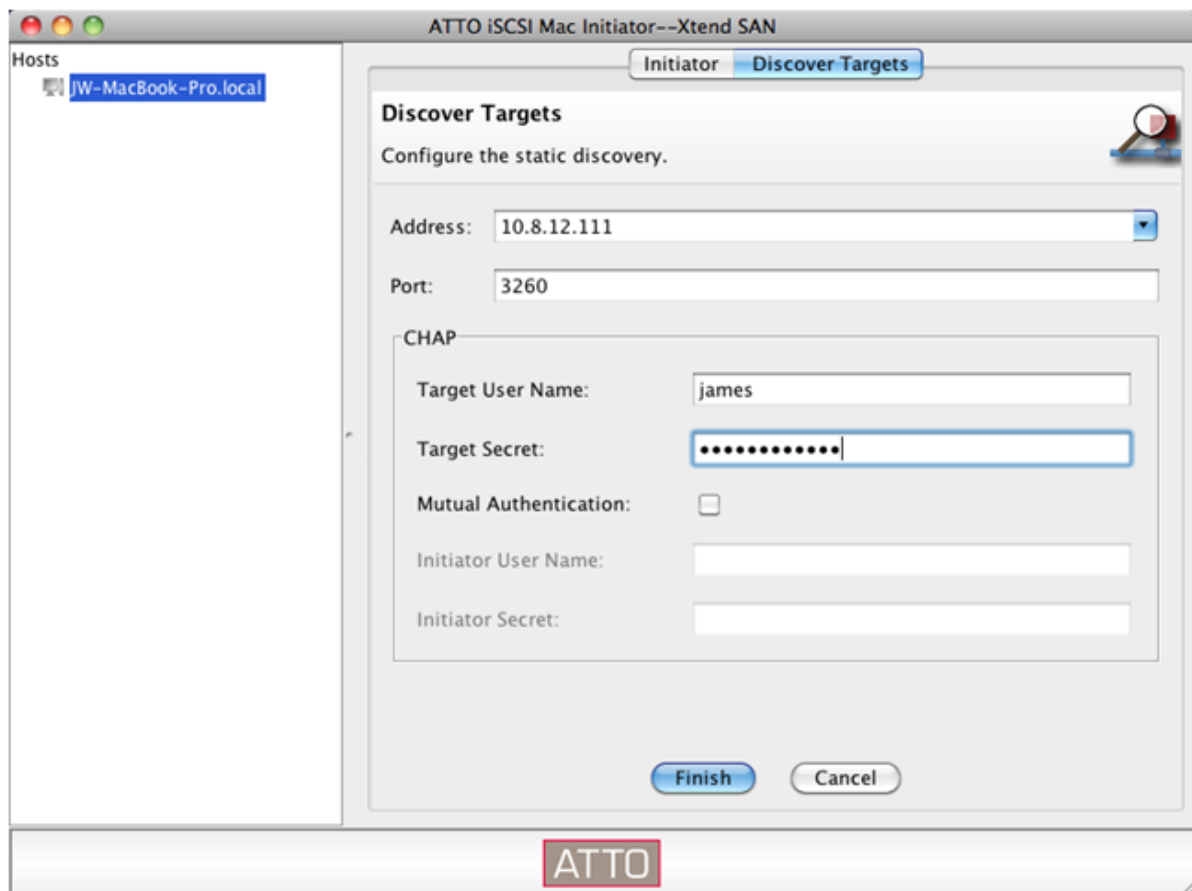 ATTO iSCSI Mac Initiator--Xtend SAN
Hosts
JW-MacBook-Pro.local
Initiator Discover Targets
Discover Targets
Configure the static discovery.
Address: 10.8.12.111
Port: 3260
CHAP
Target User Name: james
Target Secret: ••••••••••••
Mutual Authentication:
Initiator User Name:
Initiator Secret:
Finish Cancel
ATTO